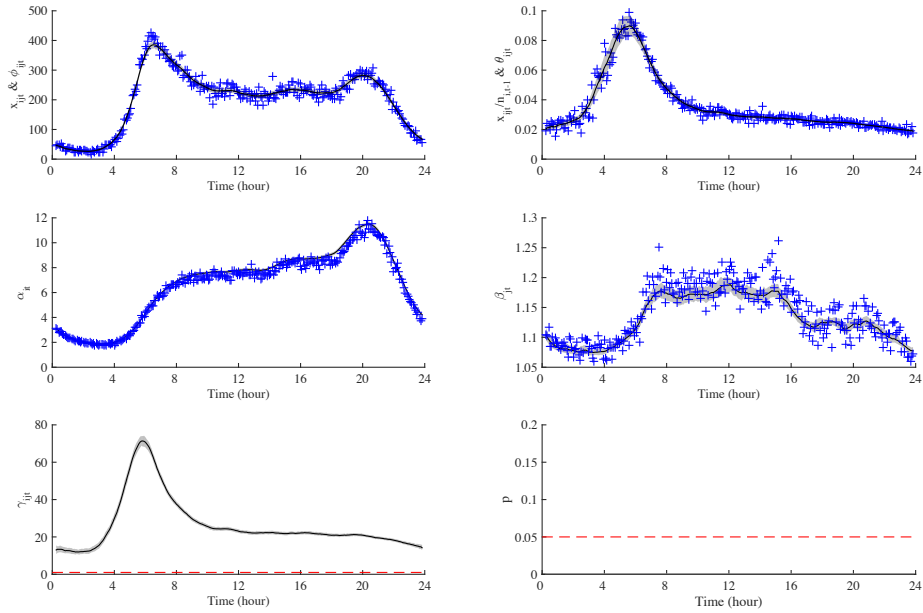 500
400
300
200
100
0
x_ijt & ϕ_ijt
0 4 8 12 16 20 24
Time (hour)
0.1
0.08
0.06
0.04
0.02
0
x_ijt/n_i,t-1 & θ_ijt
0 4 8 12 16 20 24
Time (hour)
12
10
8
6
4
2
0
α_it
0 4 8 12 16 20 24
Time (hour)
1.3
1.25
1.2
1.15
1.1
1.05
β_jt
0 4 8 12 16 20 24
Time (hour)
80
60
40
20
0
γ_ijt
0 4 8 12 16 20 24
Time (hour)
0.2
0.15
0.1
0.05
0
p
0 4 8 12 16 20 24
Time (hour)